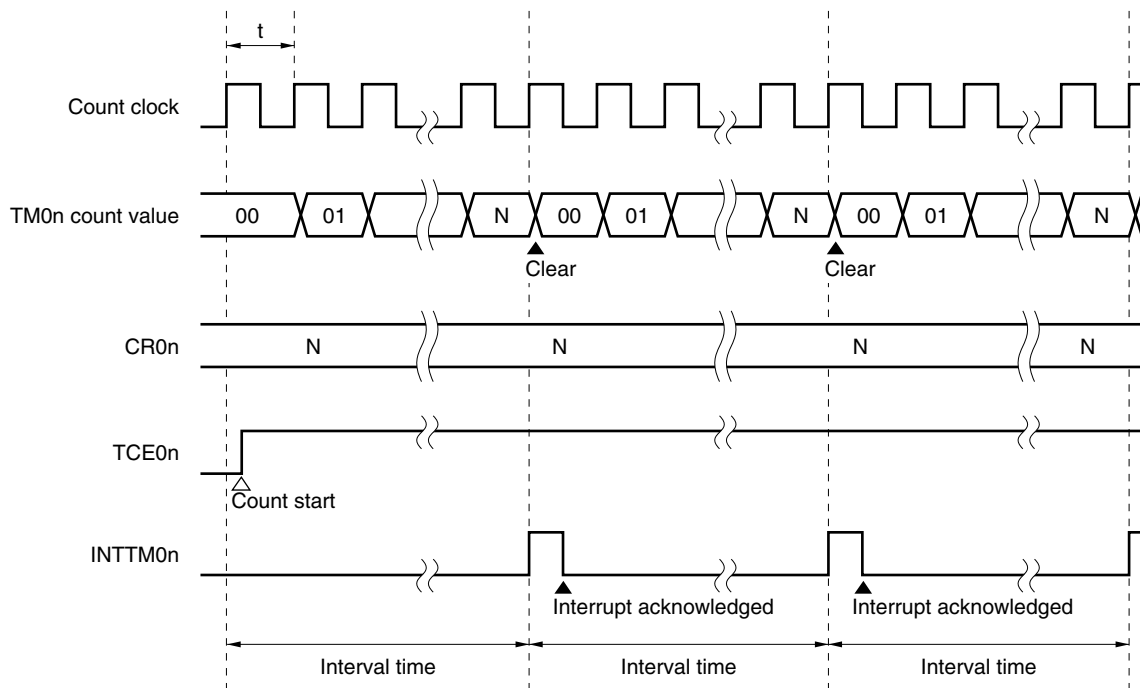 t
Count clock
TM0n count value 00 01 N 00 01 N 00 01 N
Clear Clear
CR0n N N N N
TCE0n
Count start
INTTM0n
Interrupt acknowledged Interrupt acknowledged
Interval time Interval time Interval time